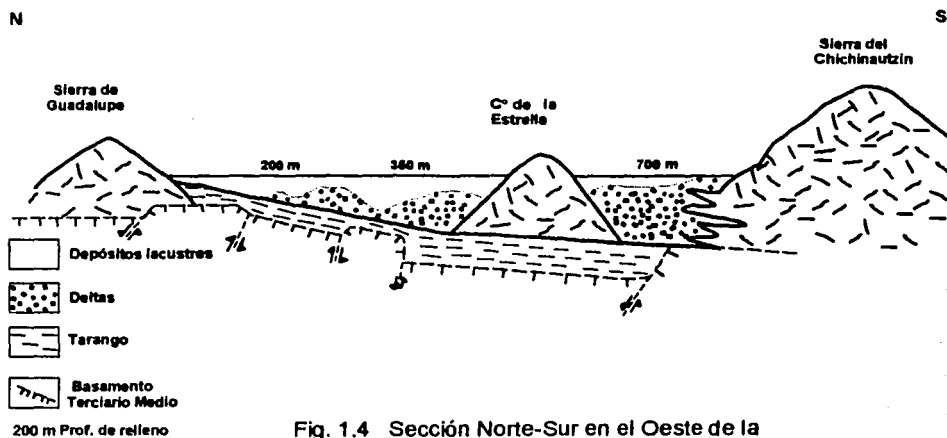 N
S
Sierra del
Chichinautzin
Sierra de
Guadalupe
C° de la
Estrella
200 m
350 m
700 m
Depósitos lacustres
Deltas
Tarango
Basamento
Terciario Medio
200 m Prof. de relleno
Fig. 1.4 Sección Norte-Sur en el Oeste de la